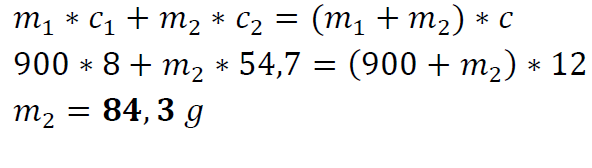 m₁ * c₁ + m₂ * c₂ = (m₁ + m₂) * c
900 * 8 + m₂ * 54,7 = (900 + m₂) * 12
m₂ = 84,3 g